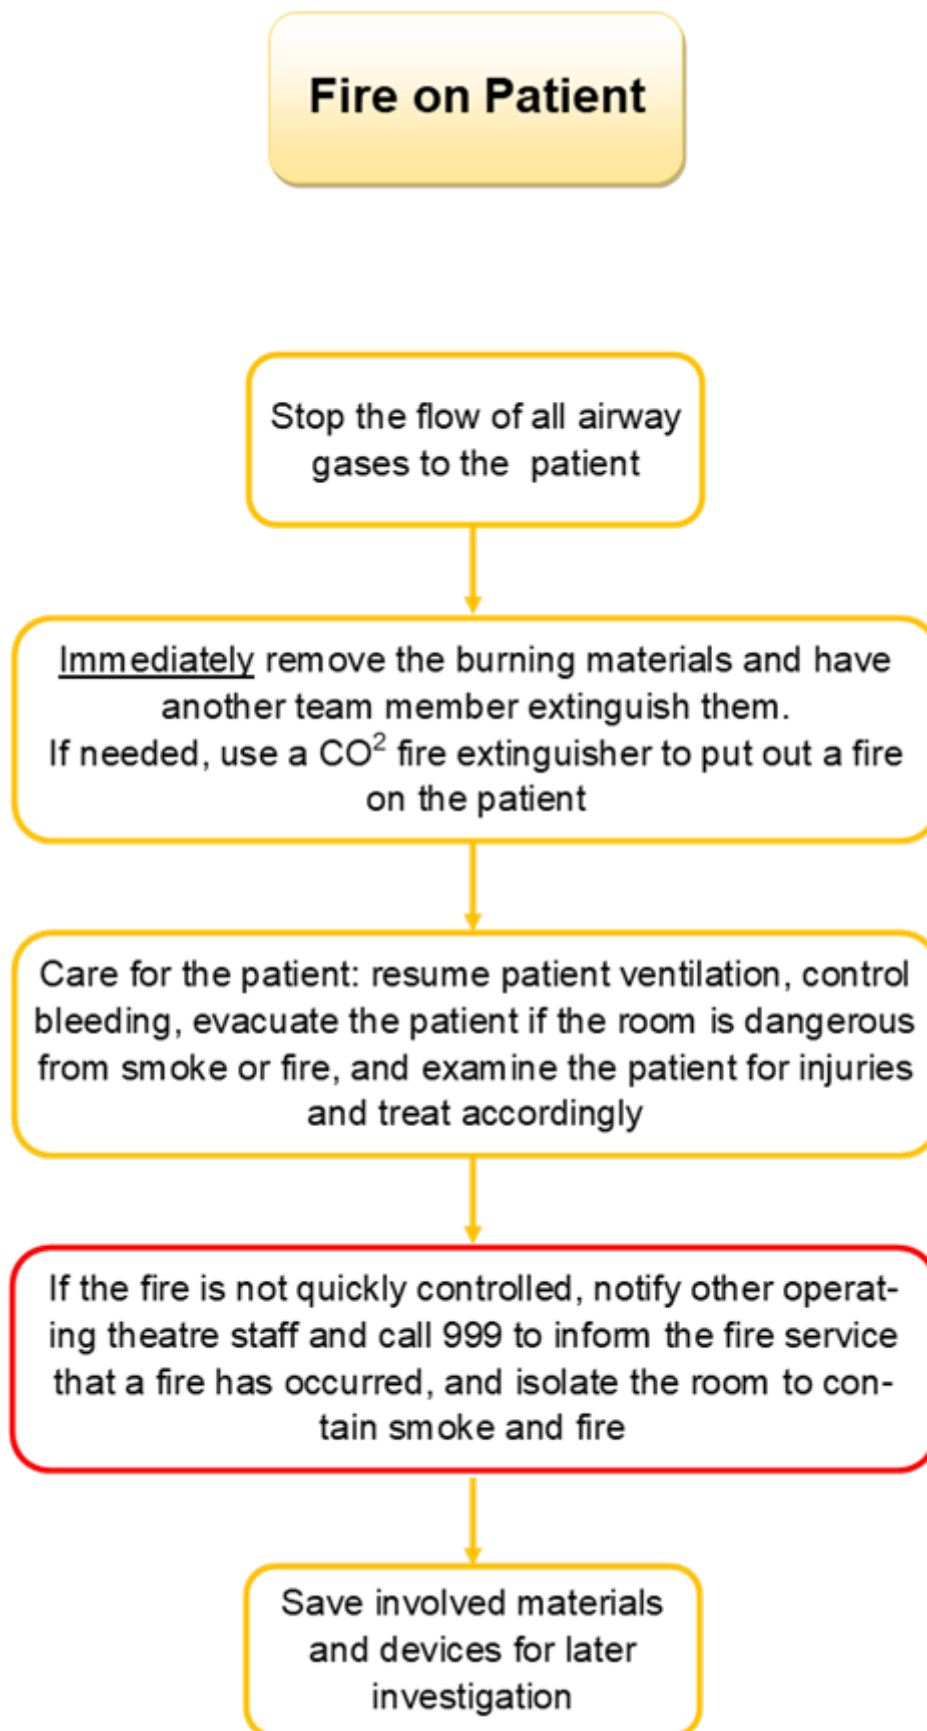 Fire on Patient
Stop the flow of all airway
gases to the  patient
Immediately remove the burning materials and have
another team member extinguish them.
If needed, use a CO² fire extinguisher to put out a fire
on the patient
Care for the patient: resume patient ventilation, control
bleeding, evacuate the patient if the room is dangerous
from smoke or fire, and examine the patient for injuries
and treat accordingly
If the fire is not quickly controlled, notify other operat-
ing theatre staff and call 999 to inform the fire service
that a fire has occurred, and isolate the room to con-
tain smoke and fire
Save involved materials
and devices for later
investigation